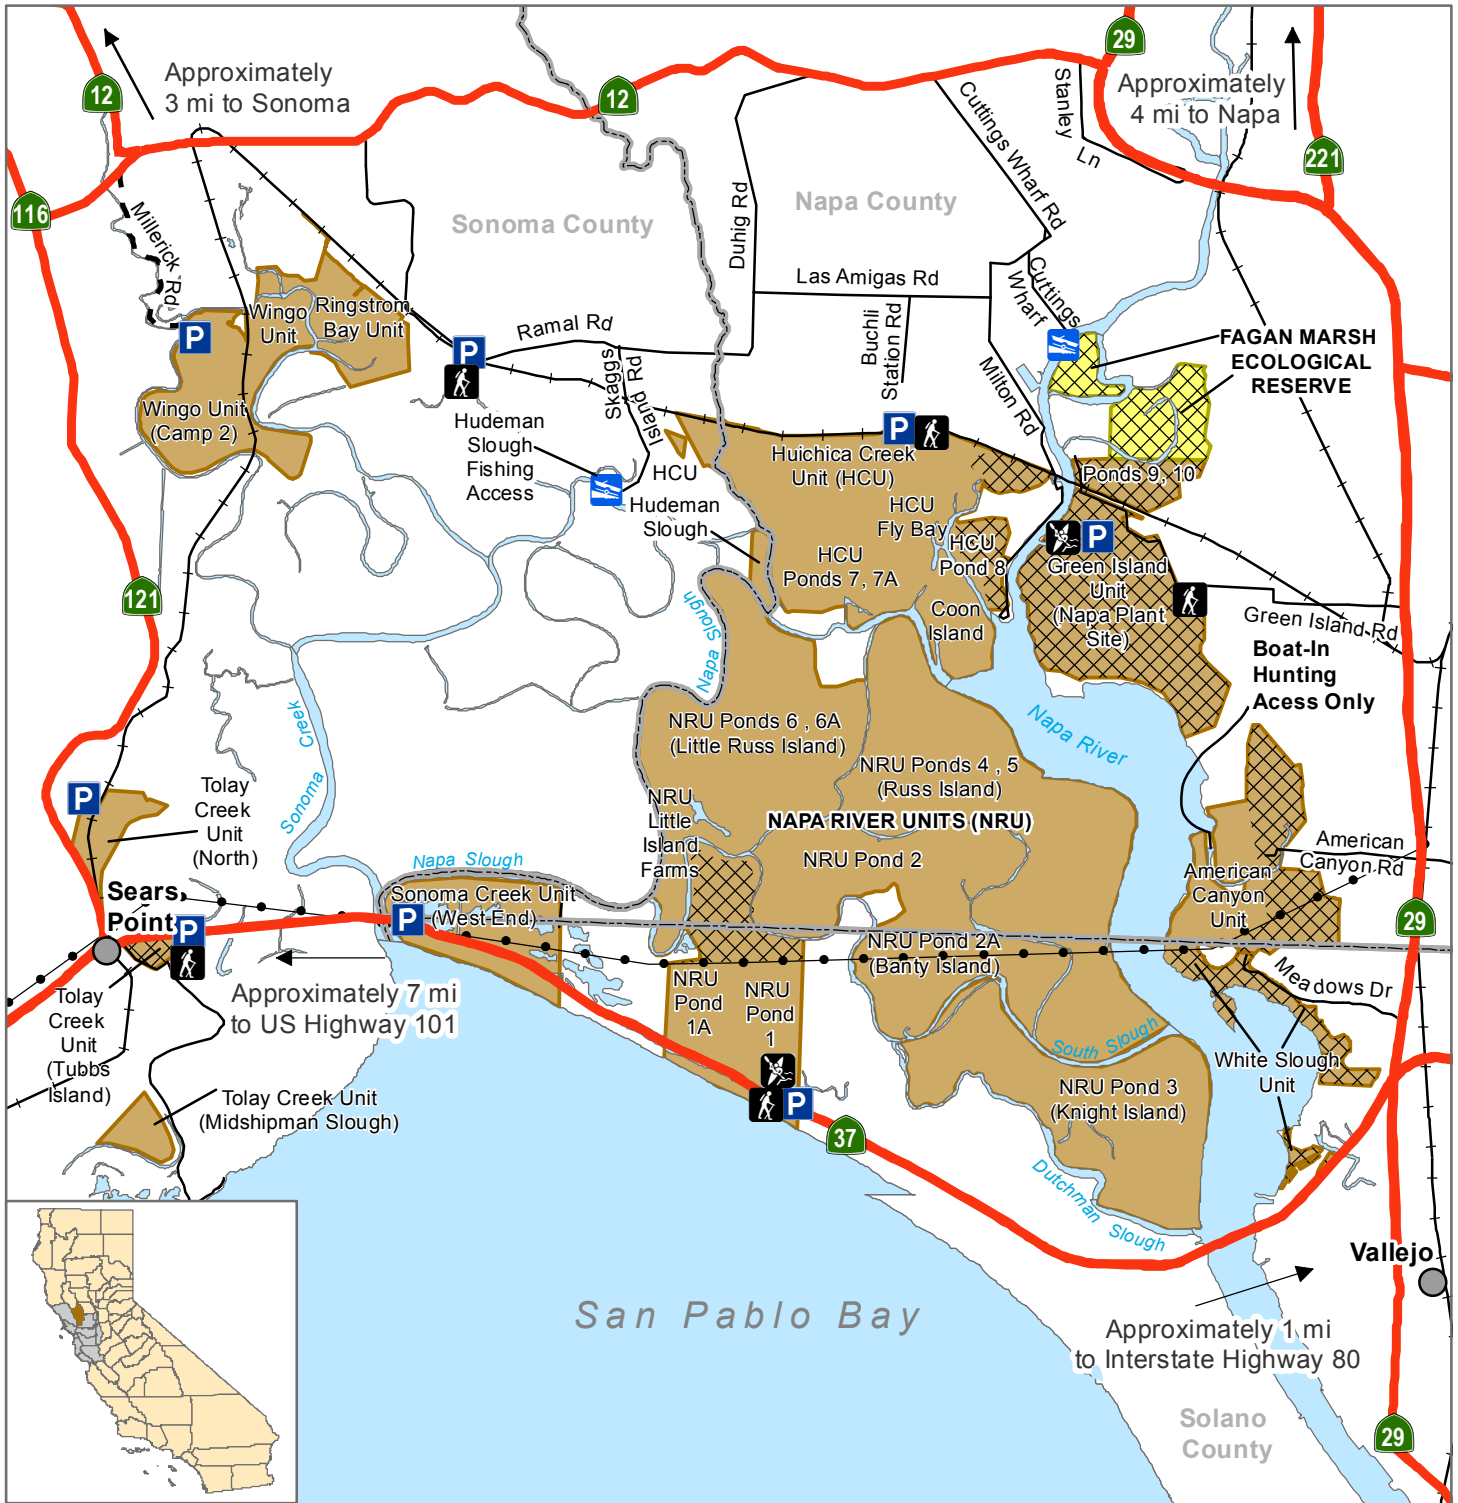 29
12
Approximately
3 mi to Sonoma
12
Stanley
Ln
Approximately
4 mi to Napa
221
116
Cuttings Wharf Rd
Millerick Rd
Sonoma County
Napa County
Duhig Rd
Las Amigas Rd
Cuttings
Wharf
Wingo
Unit
Ringstrom
Bay Unit
Ramal Rd
Buchli
Station Rd
P
P
Skaggs
Island Rd
Milton Rd
FAGAN MARSH
ECOLOGICAL
RESERVE
Wingo Unit
(Camp 2)
Hudeman
Slough
Fishing
Access
P
Huichica Creek
Unit (HCU)
HCU
Ponds 9, 10
Hudeman
Slough
HCU
Fly Bay
HCU
Pond 8
P
HCU
Ponds 7, 7A
Green Island
Unit
(Napa Plant
Site)
121
Napa Slough
Coon
Island
Green Island Rd
Boat-In
Hunting
Acess Only
Sonoma Creek
NRU Ponds 6 , 6A
(Little Russ Island)
Napa River
NRU Ponds 4 , 5
(Russ Island)
P
Tolay
Creek
Unit
(North)
NRU
Little
Island
Farms
NAPA RIVER UNITS (NRU)
NRU Pond 2
American
Canyon Rd
Napa Slough
American
Canyon
Unit
Sears
Point
P
Sonoma Creek Unit
(West End)
P
29
NRU Pond 2A
(Banty Island)
Tolay
Creek
Unit
(Tubbs
Island)
Approximately 7 mi
to US Highway 101
NRU
Pond
1A
NRU
Pond
1
Meadows Dr
South Slough
White Slough
Unit
Tolay Creek Unit
(Midshipman Slough)
P
NRU Pond 3
(Knight Island)
37
Dutchman Slough
Vallejo
San Pablo Bay
Approximately 1 mi
to Interstate Highway 80
Solano
County
29